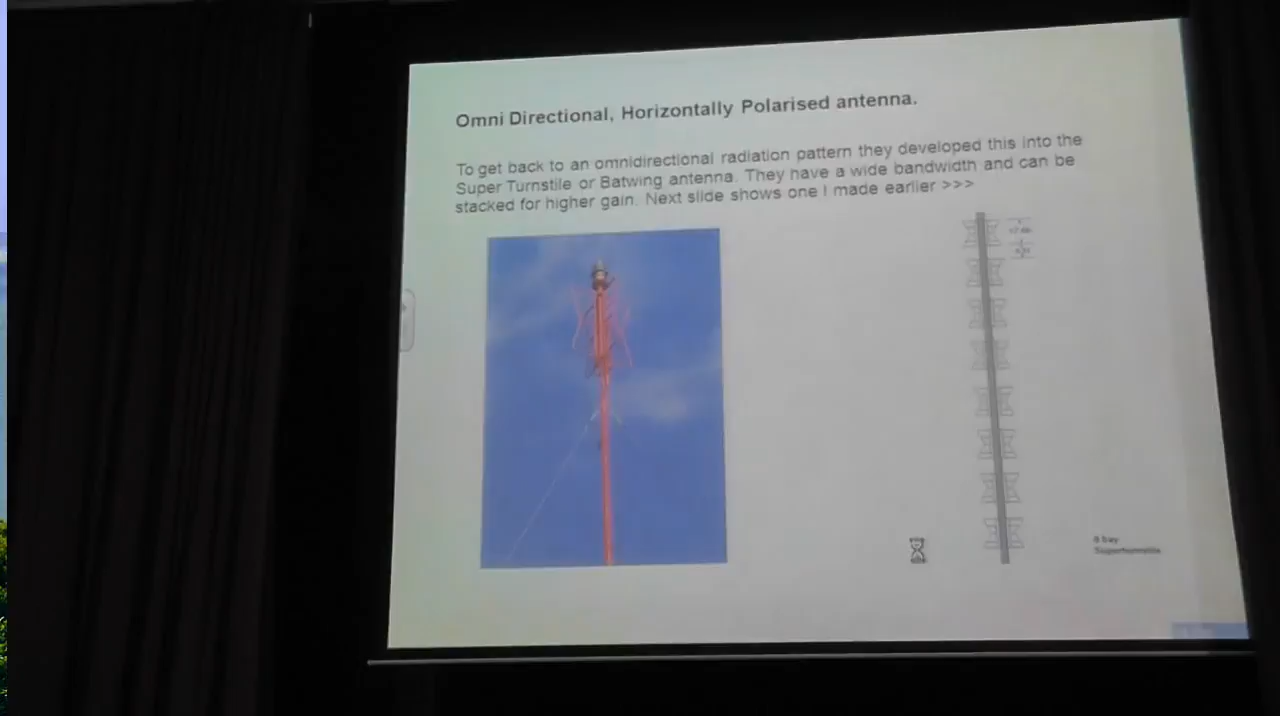 Omni Directional, Horizontally Polarised antenna.
To get back to an omnidirectional radiation pattern they developed this into the
Super Turnstile or Batwing antenna. They have a wide bandwidth and can be
stacked for higher gain. Next slide shows one I made earlier >>>
bay
Superturnstile